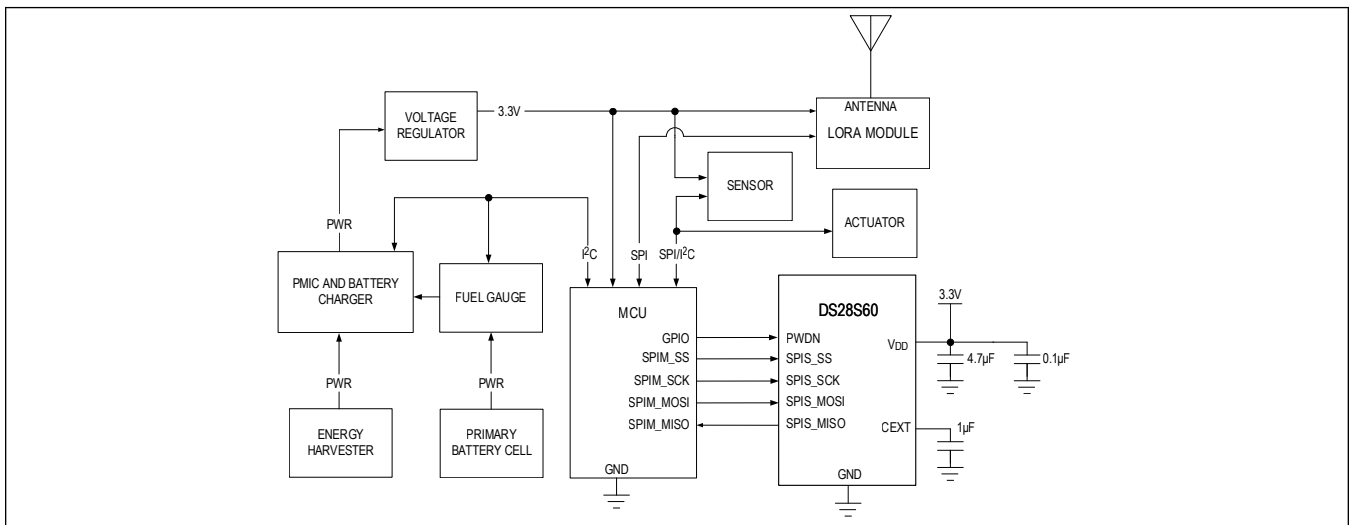 ANTENNA
LORA MODULE
VOLTAGE
REGULATOR
3.3V
SENSOR
ACTUATOR
PWR
I²C
SPI
SPI/I²C
PMIC AND BATTERY
CHARGER
FUEL GAUGE
PWR
PWR
ENERGY
HARVESTER
PRIMARY
BATTERY CELL
MCU
GPIO
SPIM_SS
SPIM_SCK
SPIM_MOSI
SPIM_MISO
GND
DS28S60
PWDN
SPIS_SS
SPIS_SCK
SPIS_MOSI
SPIS_MISO
VDD
CEXT
GND
3.3V
4.7µF
0.1µF
1µF